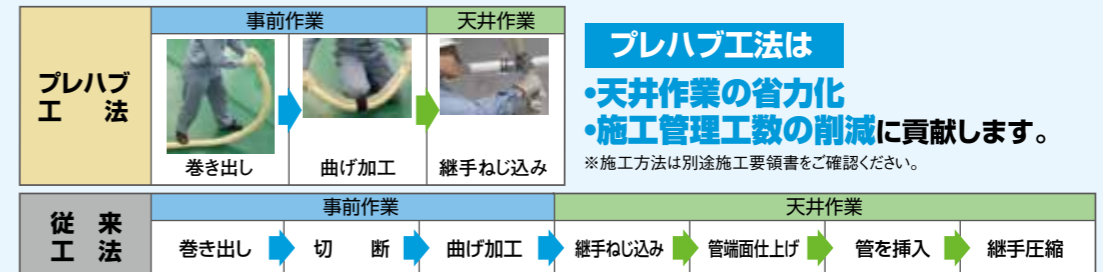 事前作業 天井作業
プレハブ
工法
巻き出し 曲げ加工 継手ねじ込み
プレハブ工法は
・天井作業の省力化
・施工管理工数の削減に貢献します。
※施工方法は別途施工要領書をご確認ください。
従来
工法
事前作業 天井作業
巻き出し 切断 曲げ加工 継手ねじ込み 管端面仕上げ 管を挿入 継手圧縮